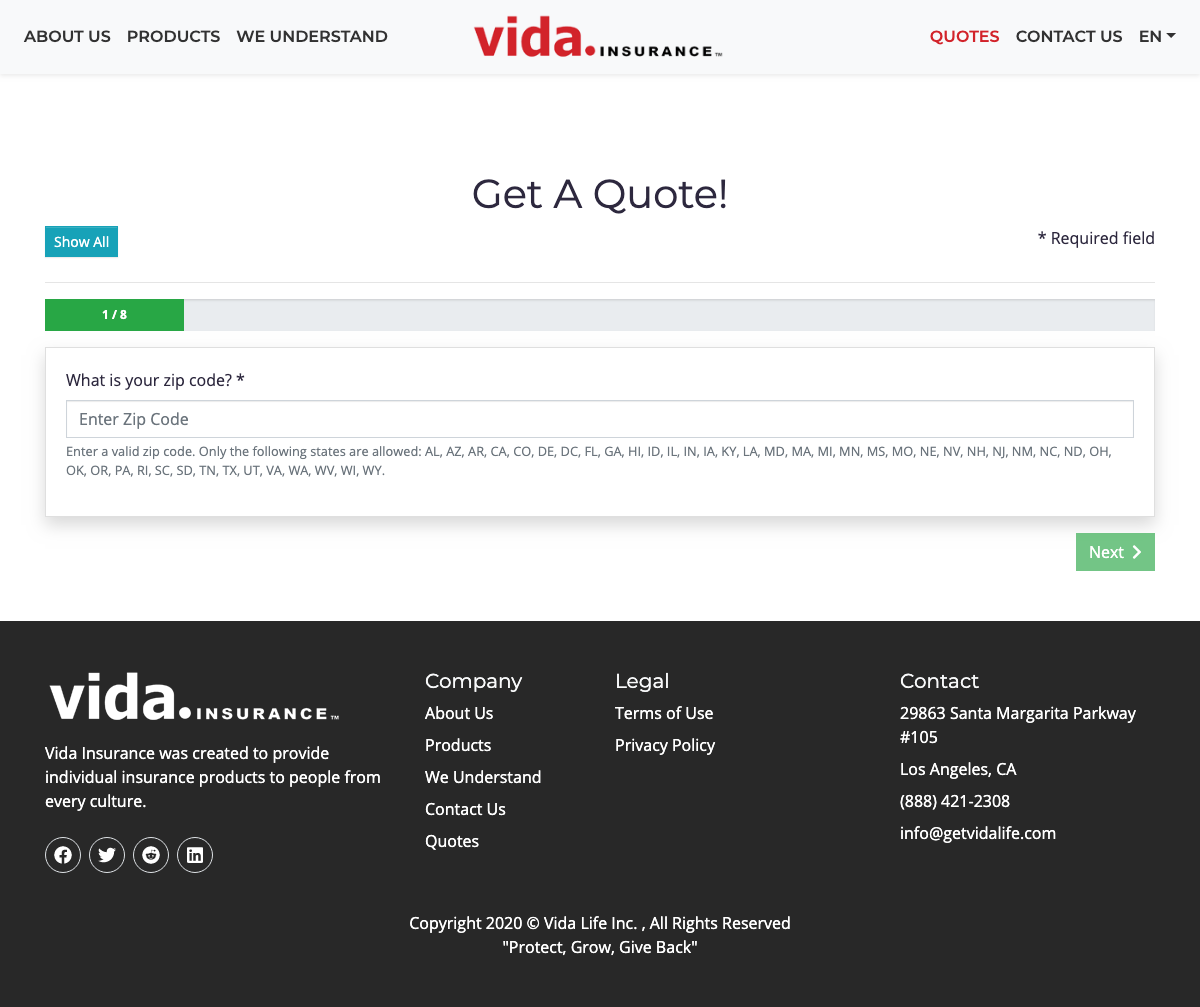 ABOUT US PRODUCTS WE UNDERSTAND vida. INSURANCE™ QUOTES CONTACT US EN
Get A Quote!
Show All * Required field
1 / 8
What is your zip code? *
Enter Zip Code
Enter a valid zip code. Only the following states are allowed: AL, AZ, AR, CA, CO, DE, DC, FL, GA, HI, ID, IL, IN, IA, KY, LA, MD, MA, MI, MN, MS, MO, NE, NV, NH, NJ, NM, NC, ND, OH,
OK, OR, PA, RI, SC, SD, TN, TX, UT, VA, WA, WV, WI, WY.
Next
vida. INSURANCE™
Vida Insurance was created to provide
individual insurance products to people from
every culture.
Company
About Us
Products
We Understand
Contact Us
Quotes
Legal
Terms of Use
Privacy Policy
Contact
29863 Santa Margarita Parkway
#105
Los Angeles, CA
(888) 421-2308
info@getvidalife.com
Copyright 2020 © Vida Life Inc. , All Rights Reserved
"Protect, Grow, Give Back"